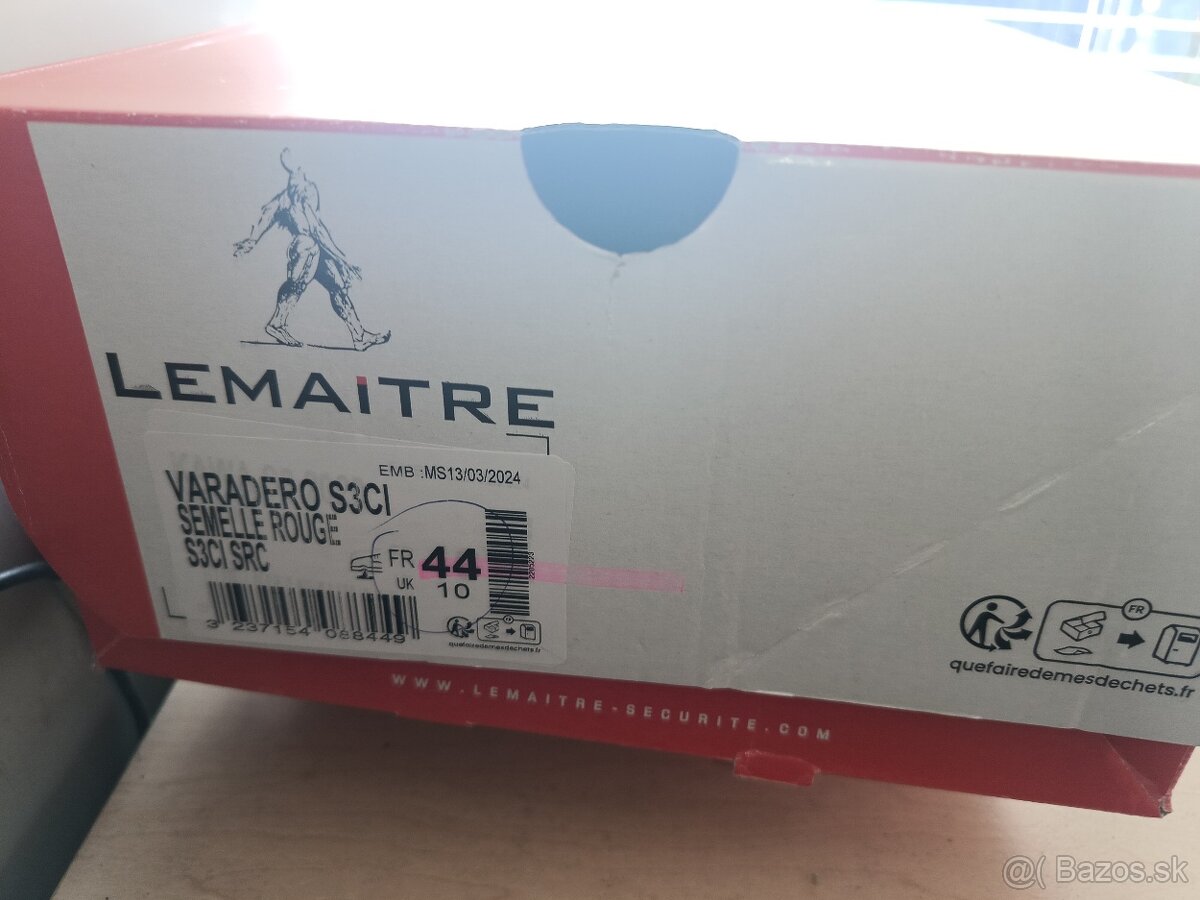 LEMAiTRE
EMB :MS13/03/2024
VARADERO S3CI
SEMELLE ROUGE
S3CI SRC
FR 44
UK 10
3 237154 088449
quefairedemesdechets.fr
FR
quefairedemesdechets.fr
WWW.LEMAITRE-SECURITE.COM
@( Bazos.sk